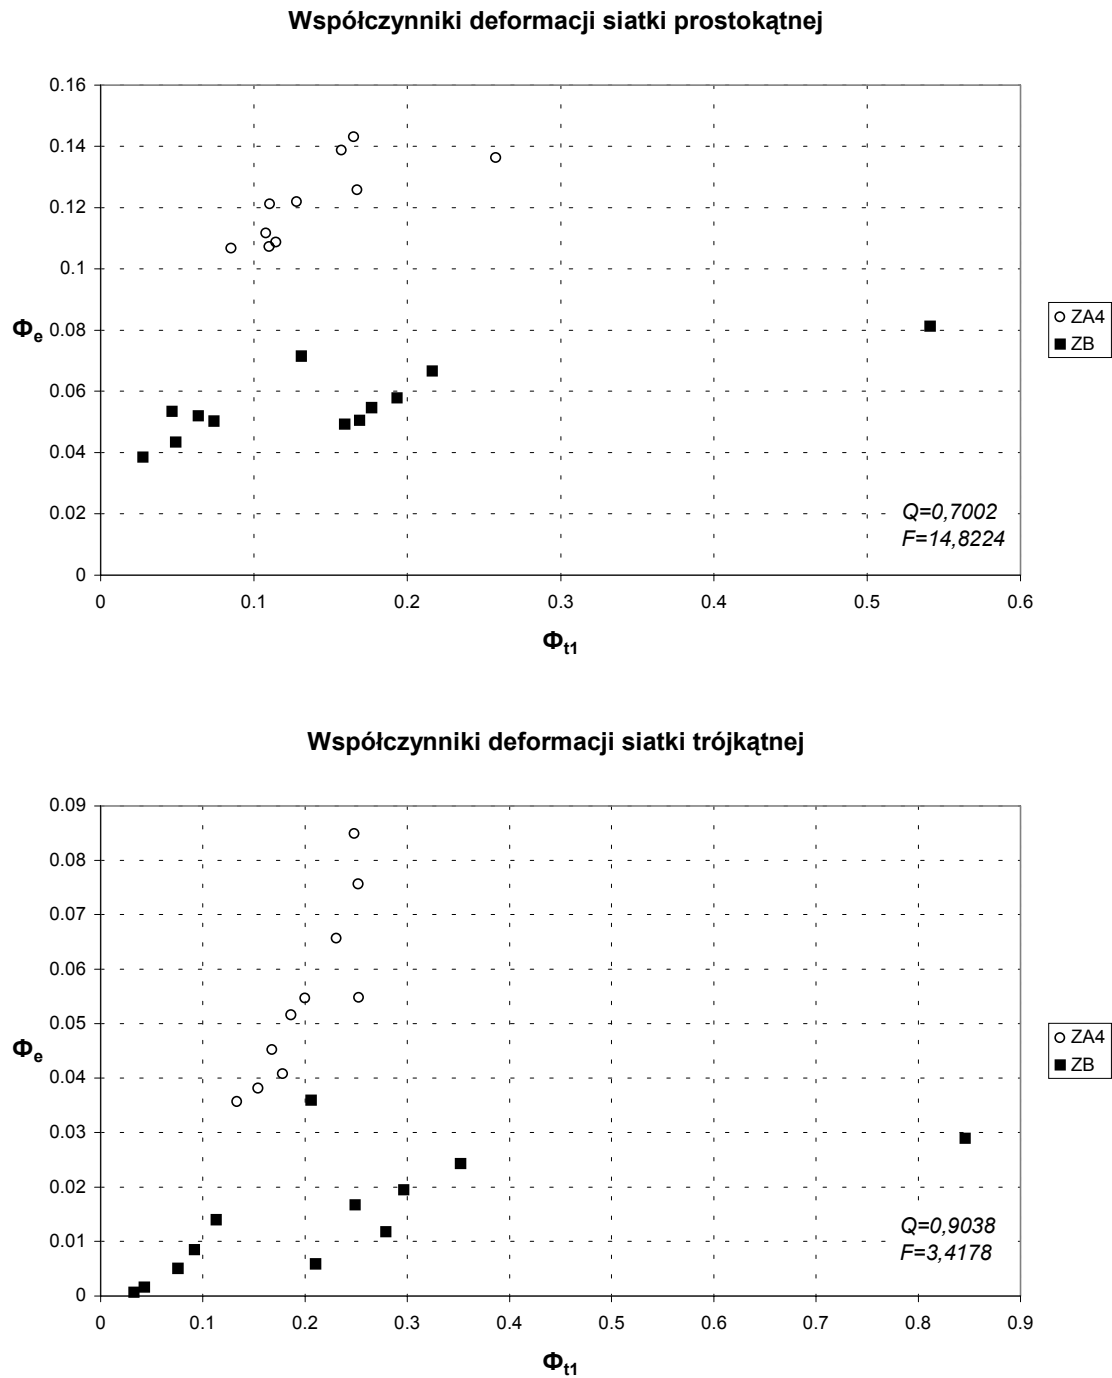 Współczynniki deformacji siatki prostokątnej
0.16
0.14
0.12
0.1
Φe
0.08
0.06
0.04
0.02
0
0 0.1 0.2 0.3 0.4 0.5 0.6
Φt1
ZA4
ZB
Q=0,7002
F=14,8224
Współczynniki deformacji siatki trójkątnej
0.09
0.08
0.07
0.06
0.05
Φe
0.04
0.03
0.02
0.01
0
0 0.1 0.2 0.3 0.4 0.5 0.6 0.7 0.8 0.9
Φt1
ZA4
ZB
Q=0,9038
F=3,4178